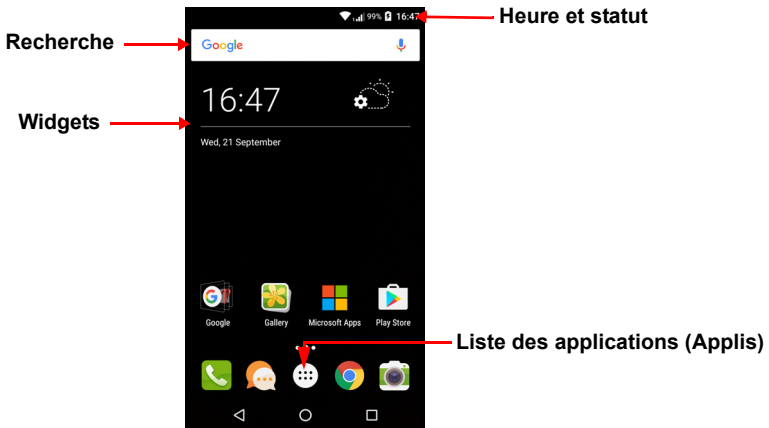 99% 16:47
Heure et statut
Recherche
Google
16:47
Widgets
Wed, 21 September
Google Gallery Microsoft Apps Play Store
Liste des applications (Applis)